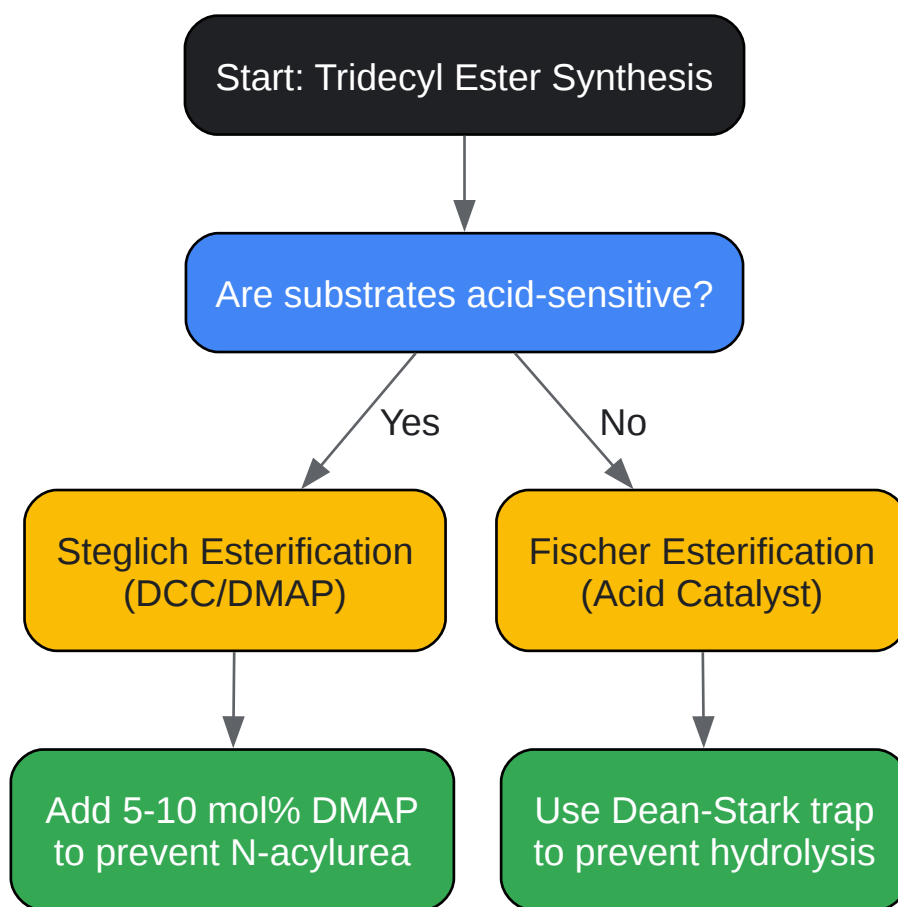 Start: Tridecyl Ester Synthesis
Are substrates acid-sensitive?
Yes
No
Steglich Esterification
(DCC/DMAP)
Fischer Esterification
(Acid Catalyst)
Add 5-10 mol% DMAP
to prevent N-acylurea
Use Dean-Stark trap
to prevent hydrolysis